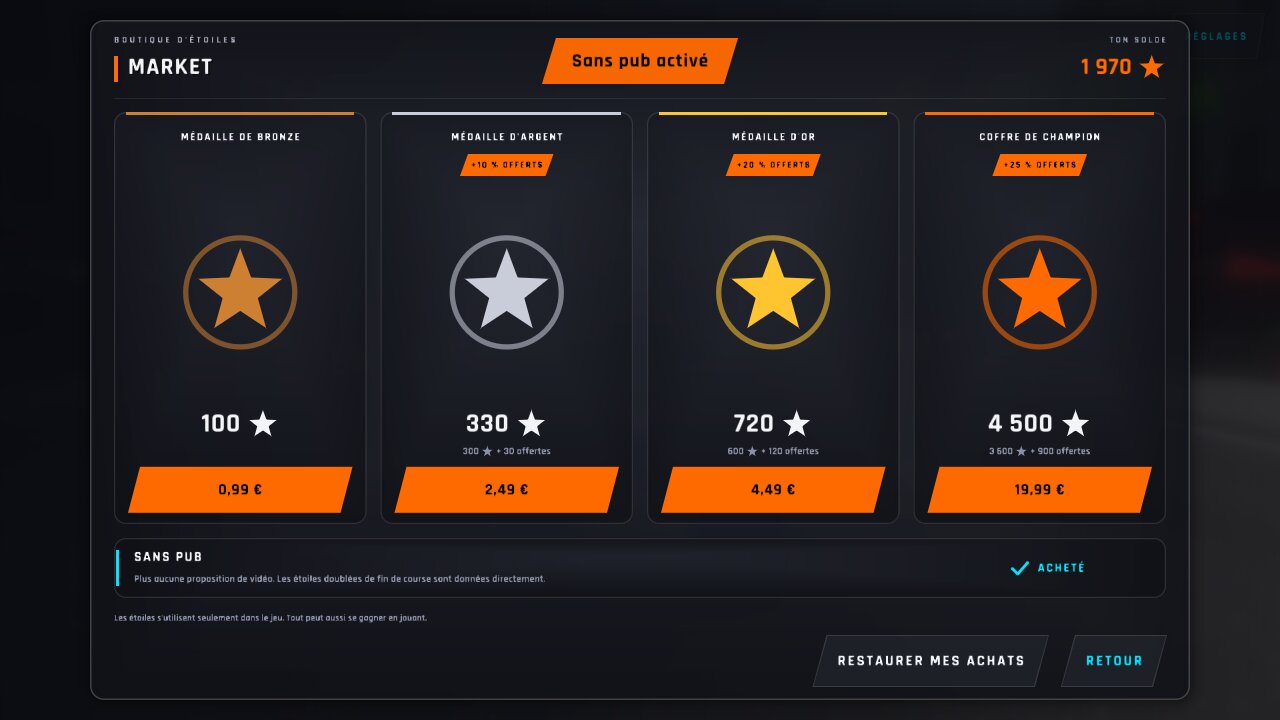 BOUTIQUE D'ÉTOILES
MARKET
Sans pub activé
TON SOLDE
1 970
RÉGLAGES
MÉDAILLE DE BRONZE
100
0,99 €
MÉDAILLE D'ARGENT
+10 % OFFERTS
330
300 ★ + 30 offertes
2,49 €
MÉDAILLE D'OR
+20 % OFFERTS
720
600 ★ + 120 offertes
4,49 €
COFFRE DE CHAMPION
+25 % OFFERTS
4 500
3 600 ★ + 900 offertes
19,99 €
SANS PUB
Plus aucune proposition de vidéo. Les étoiles doublées de fin de course sont données directement.
ACHETÉ
Les étoiles s'utilisent seulement dans le jeu. Tout peut aussi se gagner en jouant.
RESTAURER MES ACHATS
RETOUR